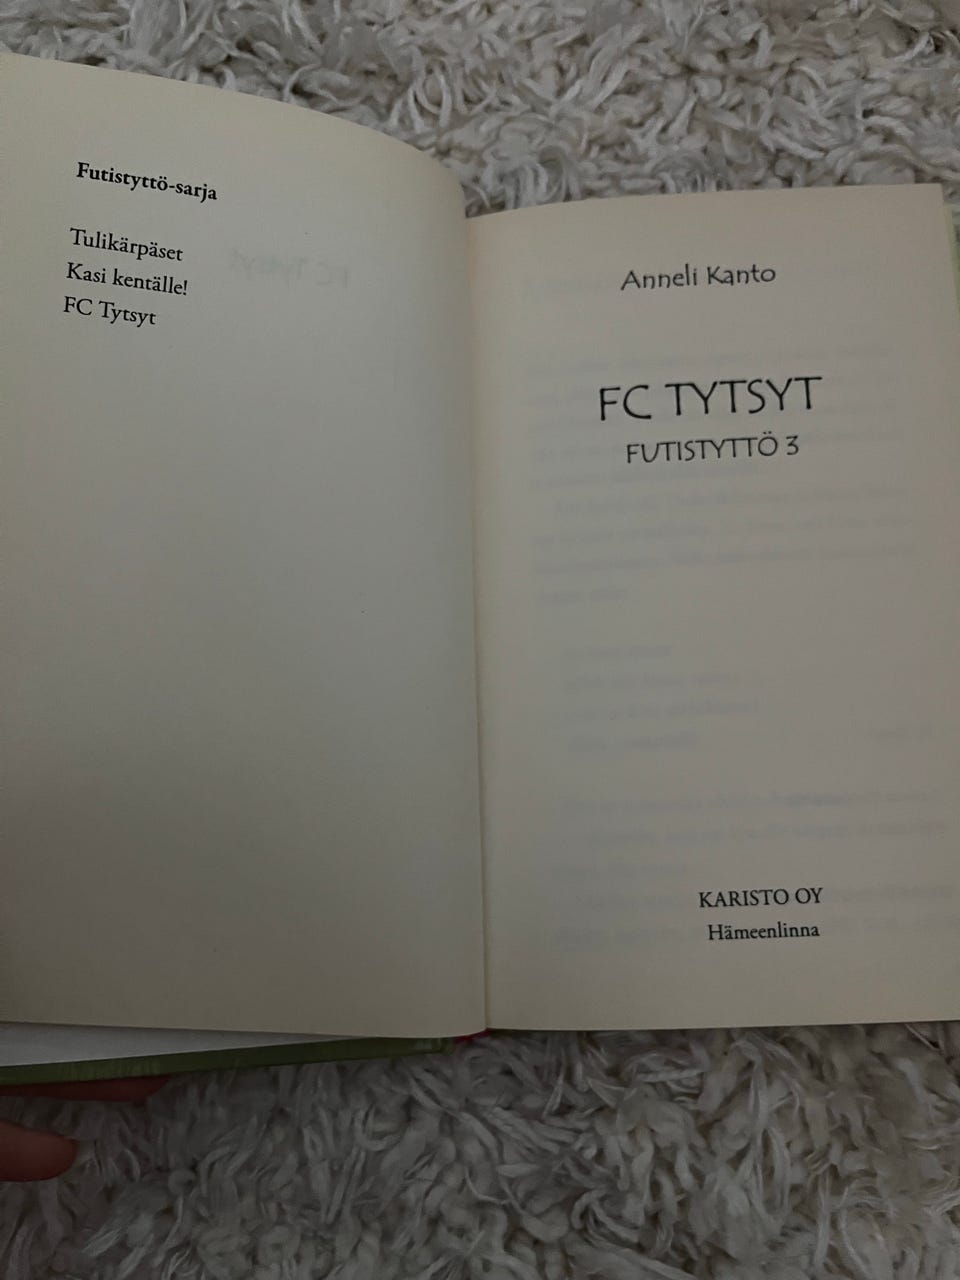 Futistyttö-sarja
Tulikärpäset
Kasi kentälle!
FC Tytsyt
Anneli Kanto
FC TYTSYT
FUTISTYTTÖ 3
KARISTO OY
Hämeenlinna